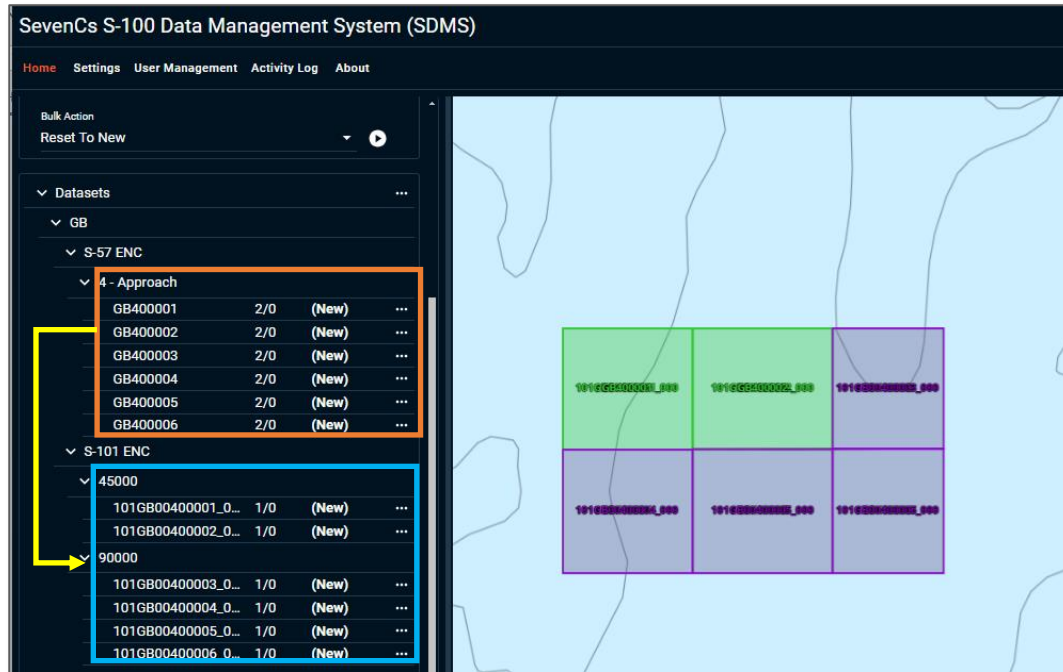 SevenCs S-100 Data Management System (SDMS)
Home Settings User Management Activity Log About
Bulk Action
Reset To New
Datasets ...
GB
S-57 ENC
4 - Approach
GB400001 2/0 (New) ...
GB400002 2/0 (New) ...
GB400003 2/0 (New) ...
GB400004 2/0 (New) ...
GB400005 2/0 (New) ...
GB400006 2/0 (New) ...
S-101 ENC
45000
101GB00400001_0... 1/0 (New) ...
101GB00400002_0... 1/0 (New) ...
90000
101GB00400003_0... 1/0 (New) ...
101GB00400004_0... 1/0 (New) ...
101GB00400005_0... 1/0 (New) ...
101GB00400006_0... 1/0 (New) ...